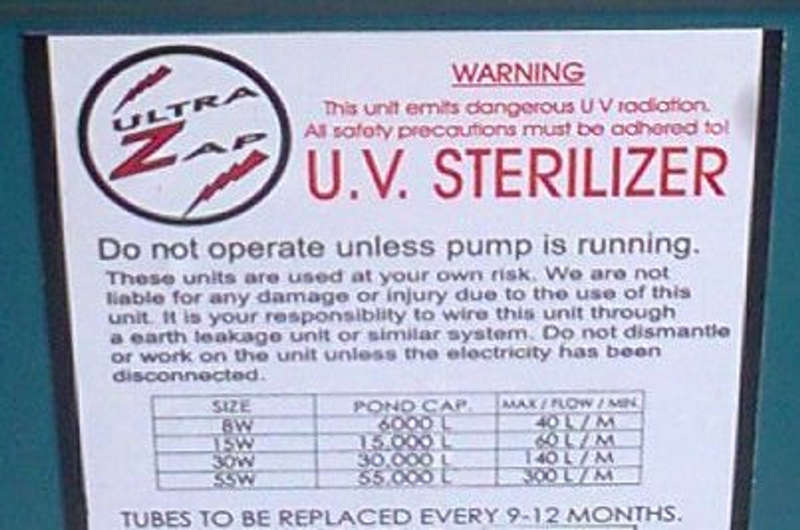 ULTRA
ZAP
WARNING
This unit emits dangerous U V radiation.
All safety precautions must be adhered to!
U.V. STERILIZER
Do not operate unless pump is running.
These units are used at your own risk. We are not
liable for any damage or injury due to the use of this
unit. It is your responsiblity to wire this unit through
a earth leakage unit or similar system. Do not dismantle
or work on the unit unless the electricity has been
disconnected.
SIZE POND CAP. MAX / FLOW / MIN
8W 6000 L 40 L / M
15W 15.000 L 60 L / M
30W 30.000 L 140 L / M
55W 55.000 L 300 L / M
TUBES TO BE REPLACED EVERY 9-12 MONTHS.